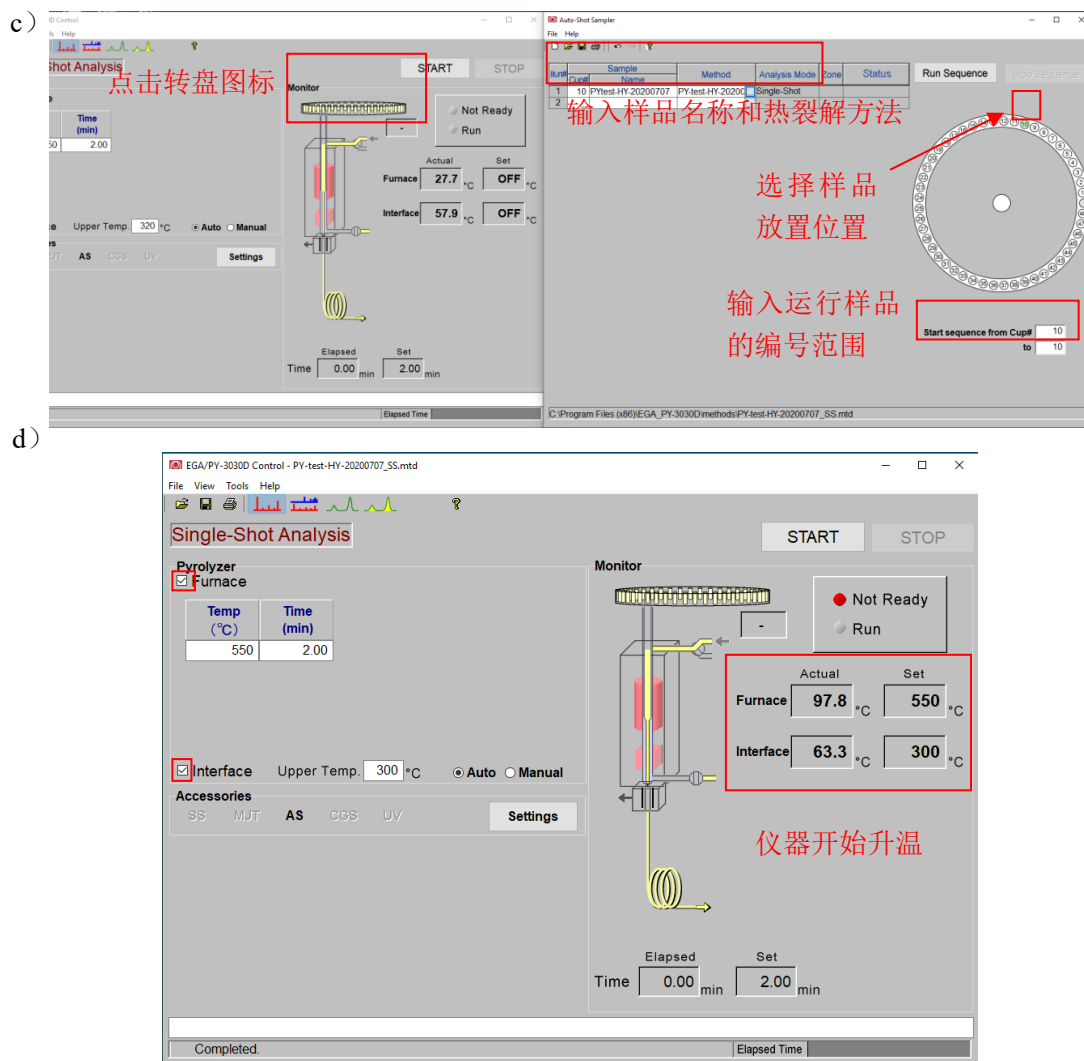 c）
Control
Auto-Shot Sampler
Help
File Help
Shot Analysis
点击转盘图标
START STOP
Monitor
Not Ready
Run
-
Time
(min)
2.00
Actual Set
Furnace 27.7 °C OFF °C
Interface 57.9 °C OFF °C
Upper Temp. 320 °C Auto Manual
AS CGS UV Settings
Elapsed Set
Time 0.00 min 2.00 min
Elapsed Time
Run# Sample Method Analysis Mode Zone Status
Cup# Name
1 10 PYtest-HY-20200707 PY-test-HY-20200 Single-Shot
2
Run Sequence Stop Sequence
输入样品名称和热裂解方法
选择样品
放置位置
输入运行样品
的编号范围
Start sequence from Cup# 10
to 10
C:\Program Files (x86)\EGA_PY-3030D\methods\PY-test-HY-20200707_SS.mtd
d）
EGA/PY-3030D Control - PY-test-HY-20200707_SS.mtd
File View Tools Help
Single-Shot Analysis
START STOP
Pyrolyzer
Furnace
Temp Time
(°C) (min)
550 2.00
Monitor
Not Ready
Run
-
Actual Set
Furnace 97.8 °C 550 °C
Interface 63.3 °C 300 °C
Interface Upper Temp. 300 °C Auto Manual
Accessories
SS MJT AS CGS UV Settings
仪器开始升温
Elapsed Set
Time 0.00 min 2.00 min
Completed.
Elapsed Time